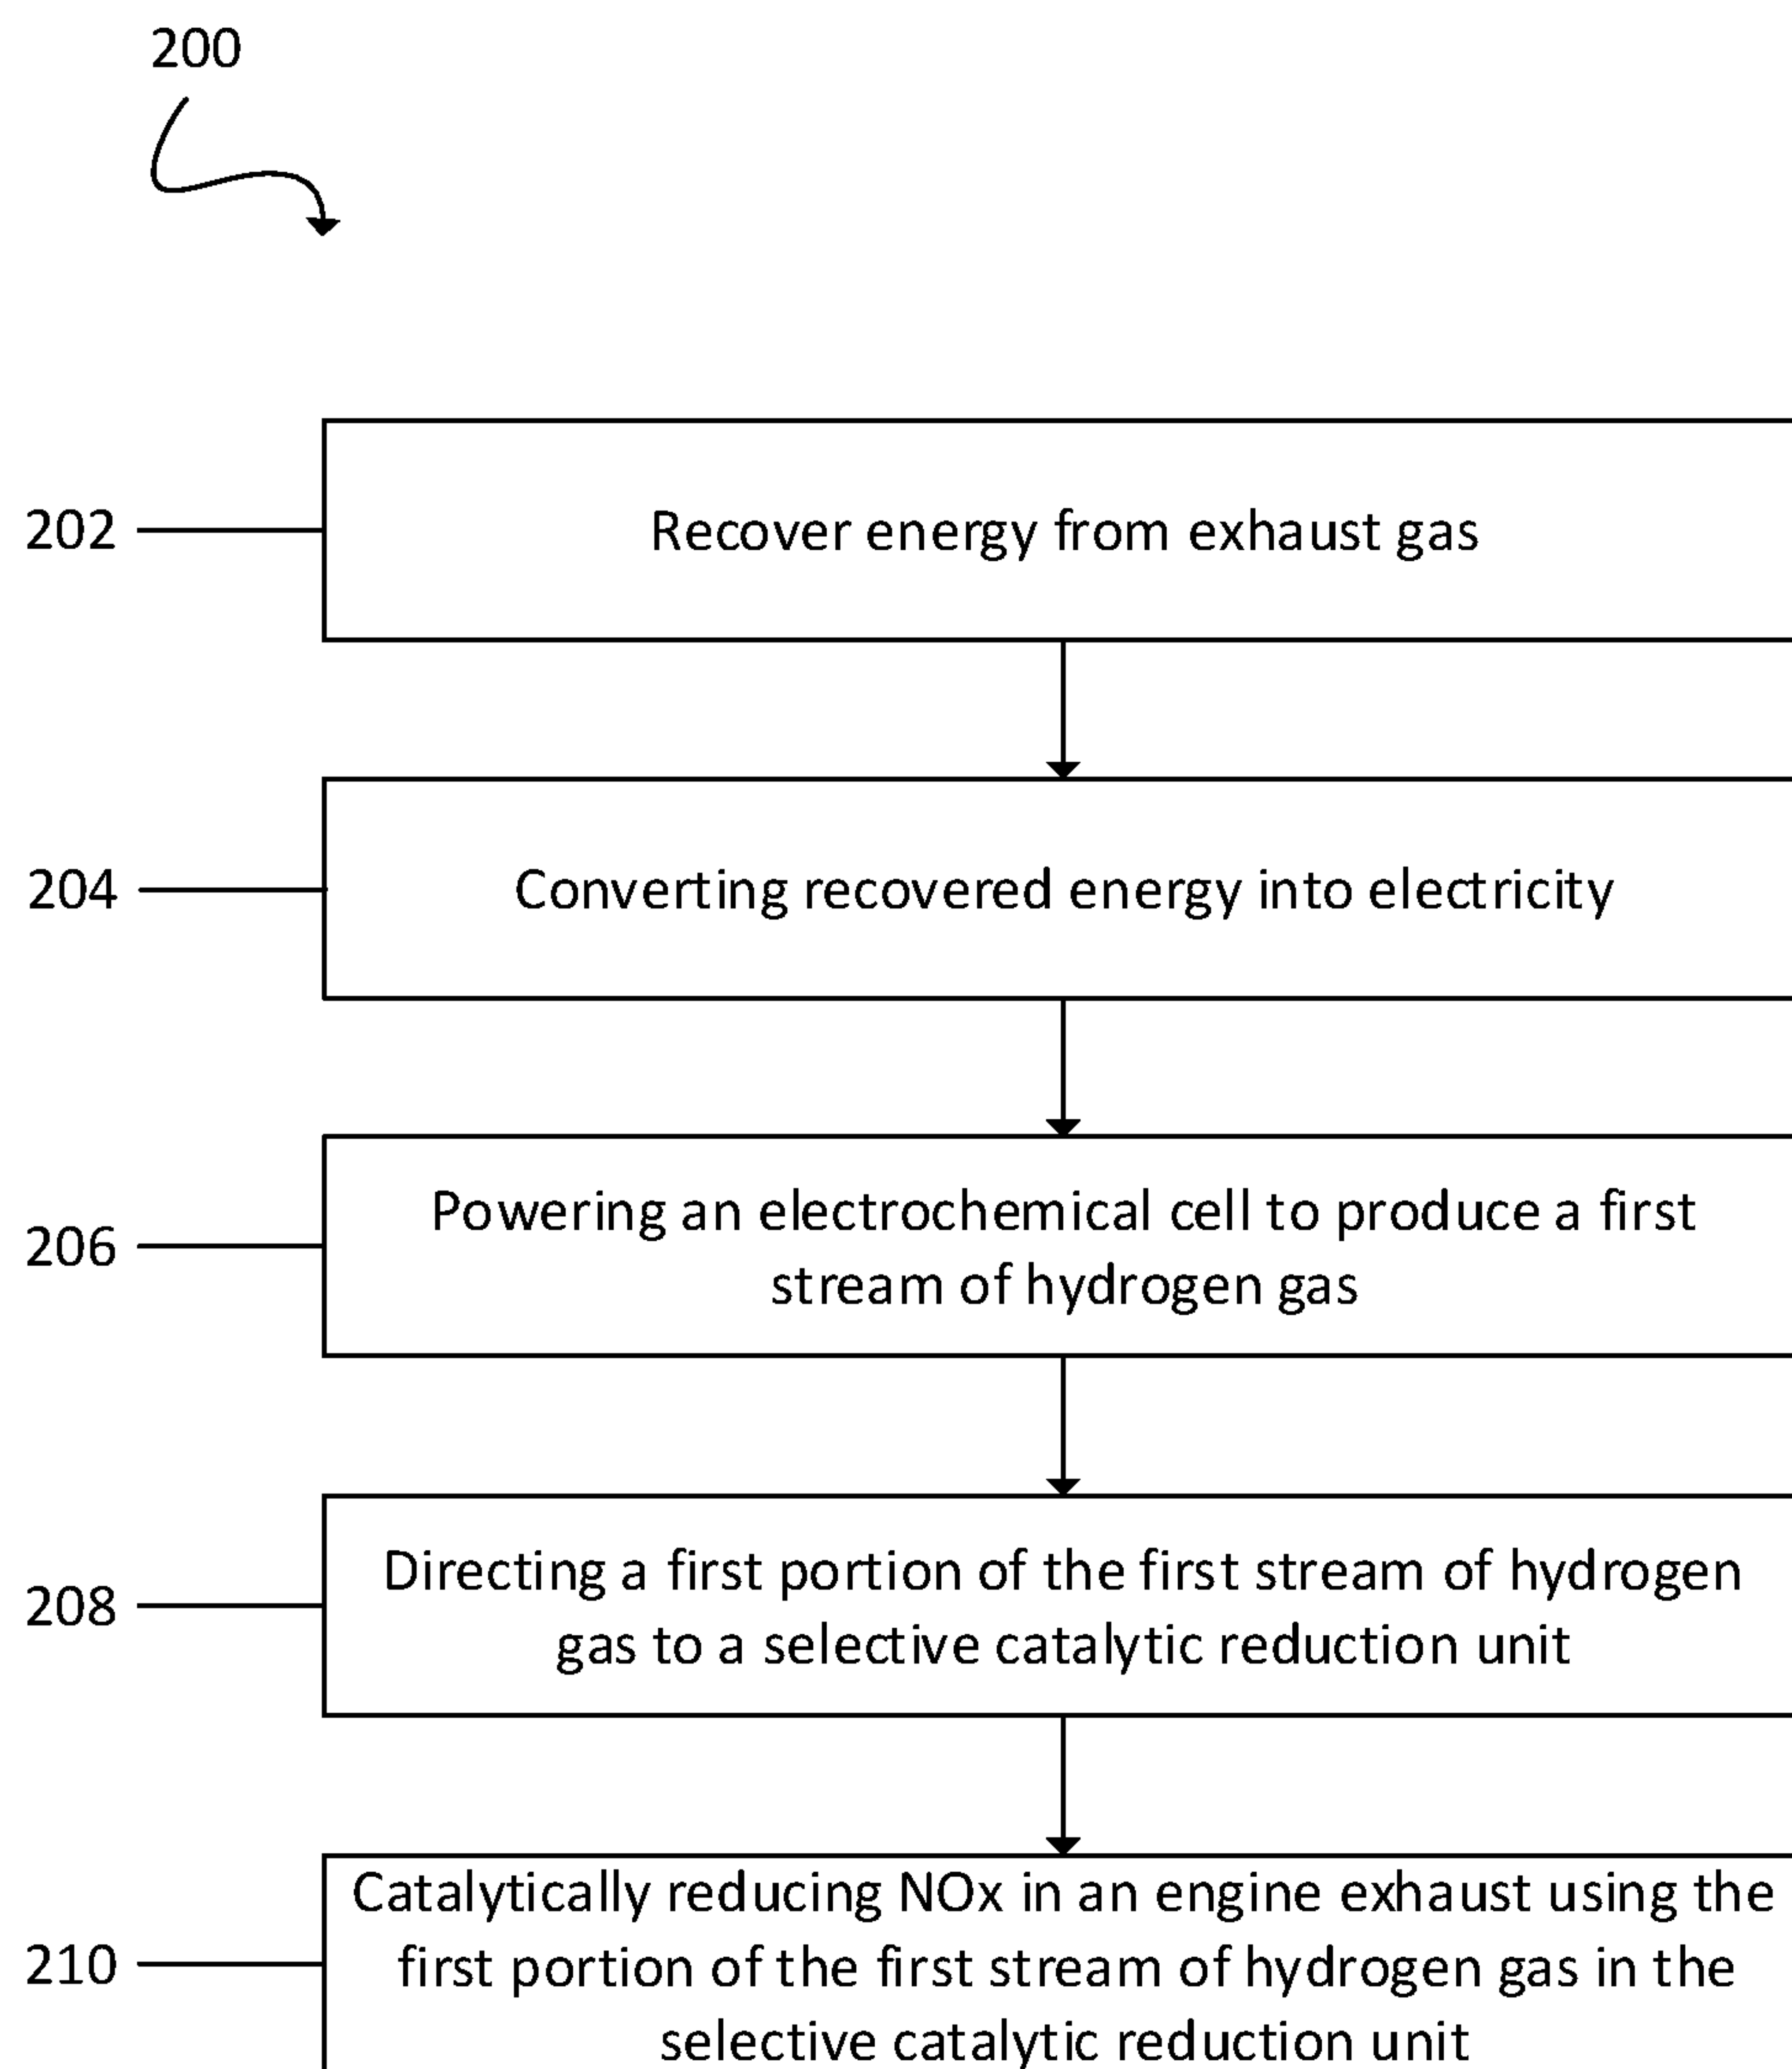 200
202
Recover energy from exhaust gas
204
Converting recovered energy into electricity
206
Powering an electrochemical cell to produce a first
stream of hydrogen gas
208
Directing a first portion of the first stream of hydrogen
gas to a selective catalytic reduction unit
210
Catalytically reducing NOx in an engine exhaust using the
first portion of the first stream of hydrogen gas in the
selective catalytic reduction unit